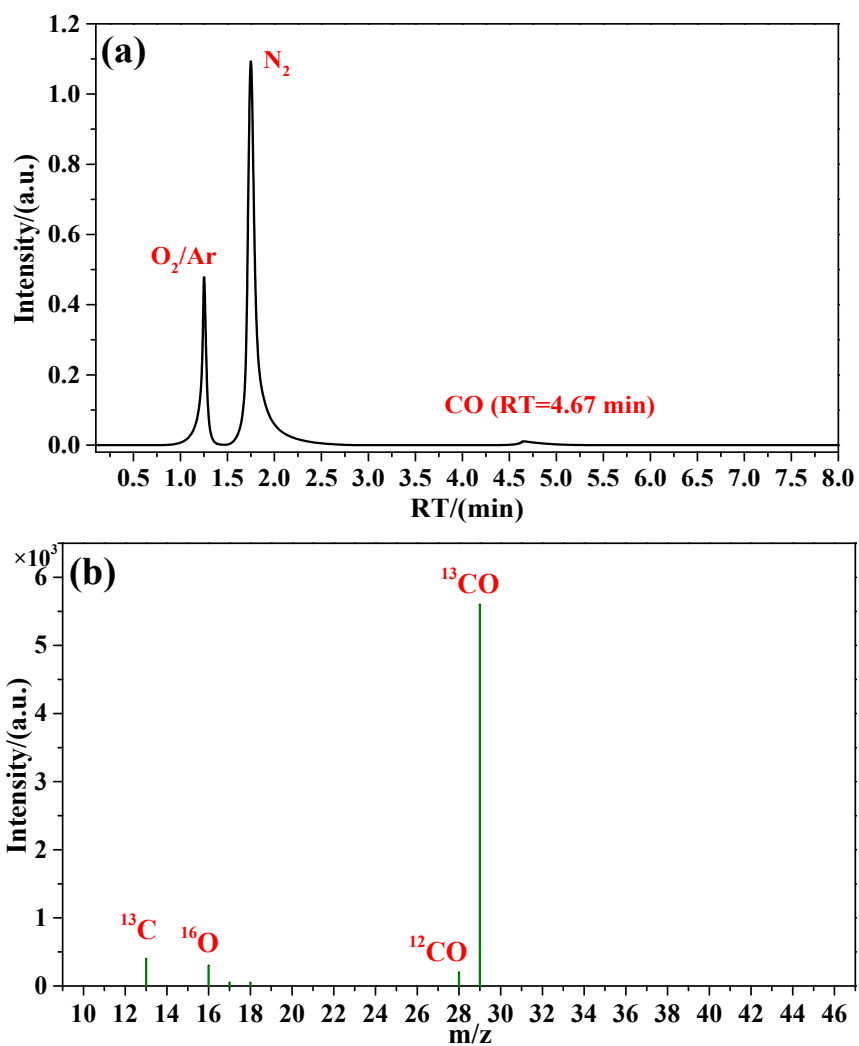 (a)
N₂
O₂/Ar
CO (RT=4.67 min)
Intensity/(a.u.)
1.2
1.0
0.8
0.6
0.4
0.2
0.0
0.5 1.0 1.5 2.0 2.5 3.0 3.5 4.0 4.5 5.0 5.5 6.0 6.5 7.0 7.5 8.0
RT/(min)
×10³
(b)
¹³CO
¹³C
¹⁶O
¹²CO
Intensity/(a.u.)
6
5
4
3
2
1
0
10 12 14 16 18 20 22 24 26 28 30 32 34 36 38 40 42 44 46
m/z